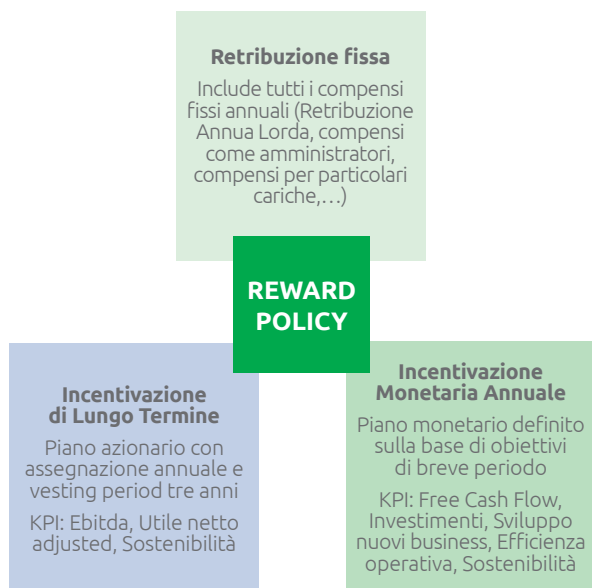 Retribuzione fissa
Include tutti i compensi
fissi annuali (Retribuzione
Annua Lorda, compensi
come amministratori,
compensi per particolari
cariche,…)
REWARD
POLICY
Incentivazione
di Lungo Termine
Piano azionario con
assegnazione annuale e
vesting period tre anni
KPI: Ebitda, Utile netto
adjusted, Sostenibilità
Incentivazione
Monetaria Annuale
Piano monetario definito
sulla base di obiettivi
di breve periodo
KPI: Free Cash Flow,
Investimenti, Sviluppo
nuovi business, Efficienza
operativa, Sostenibilità